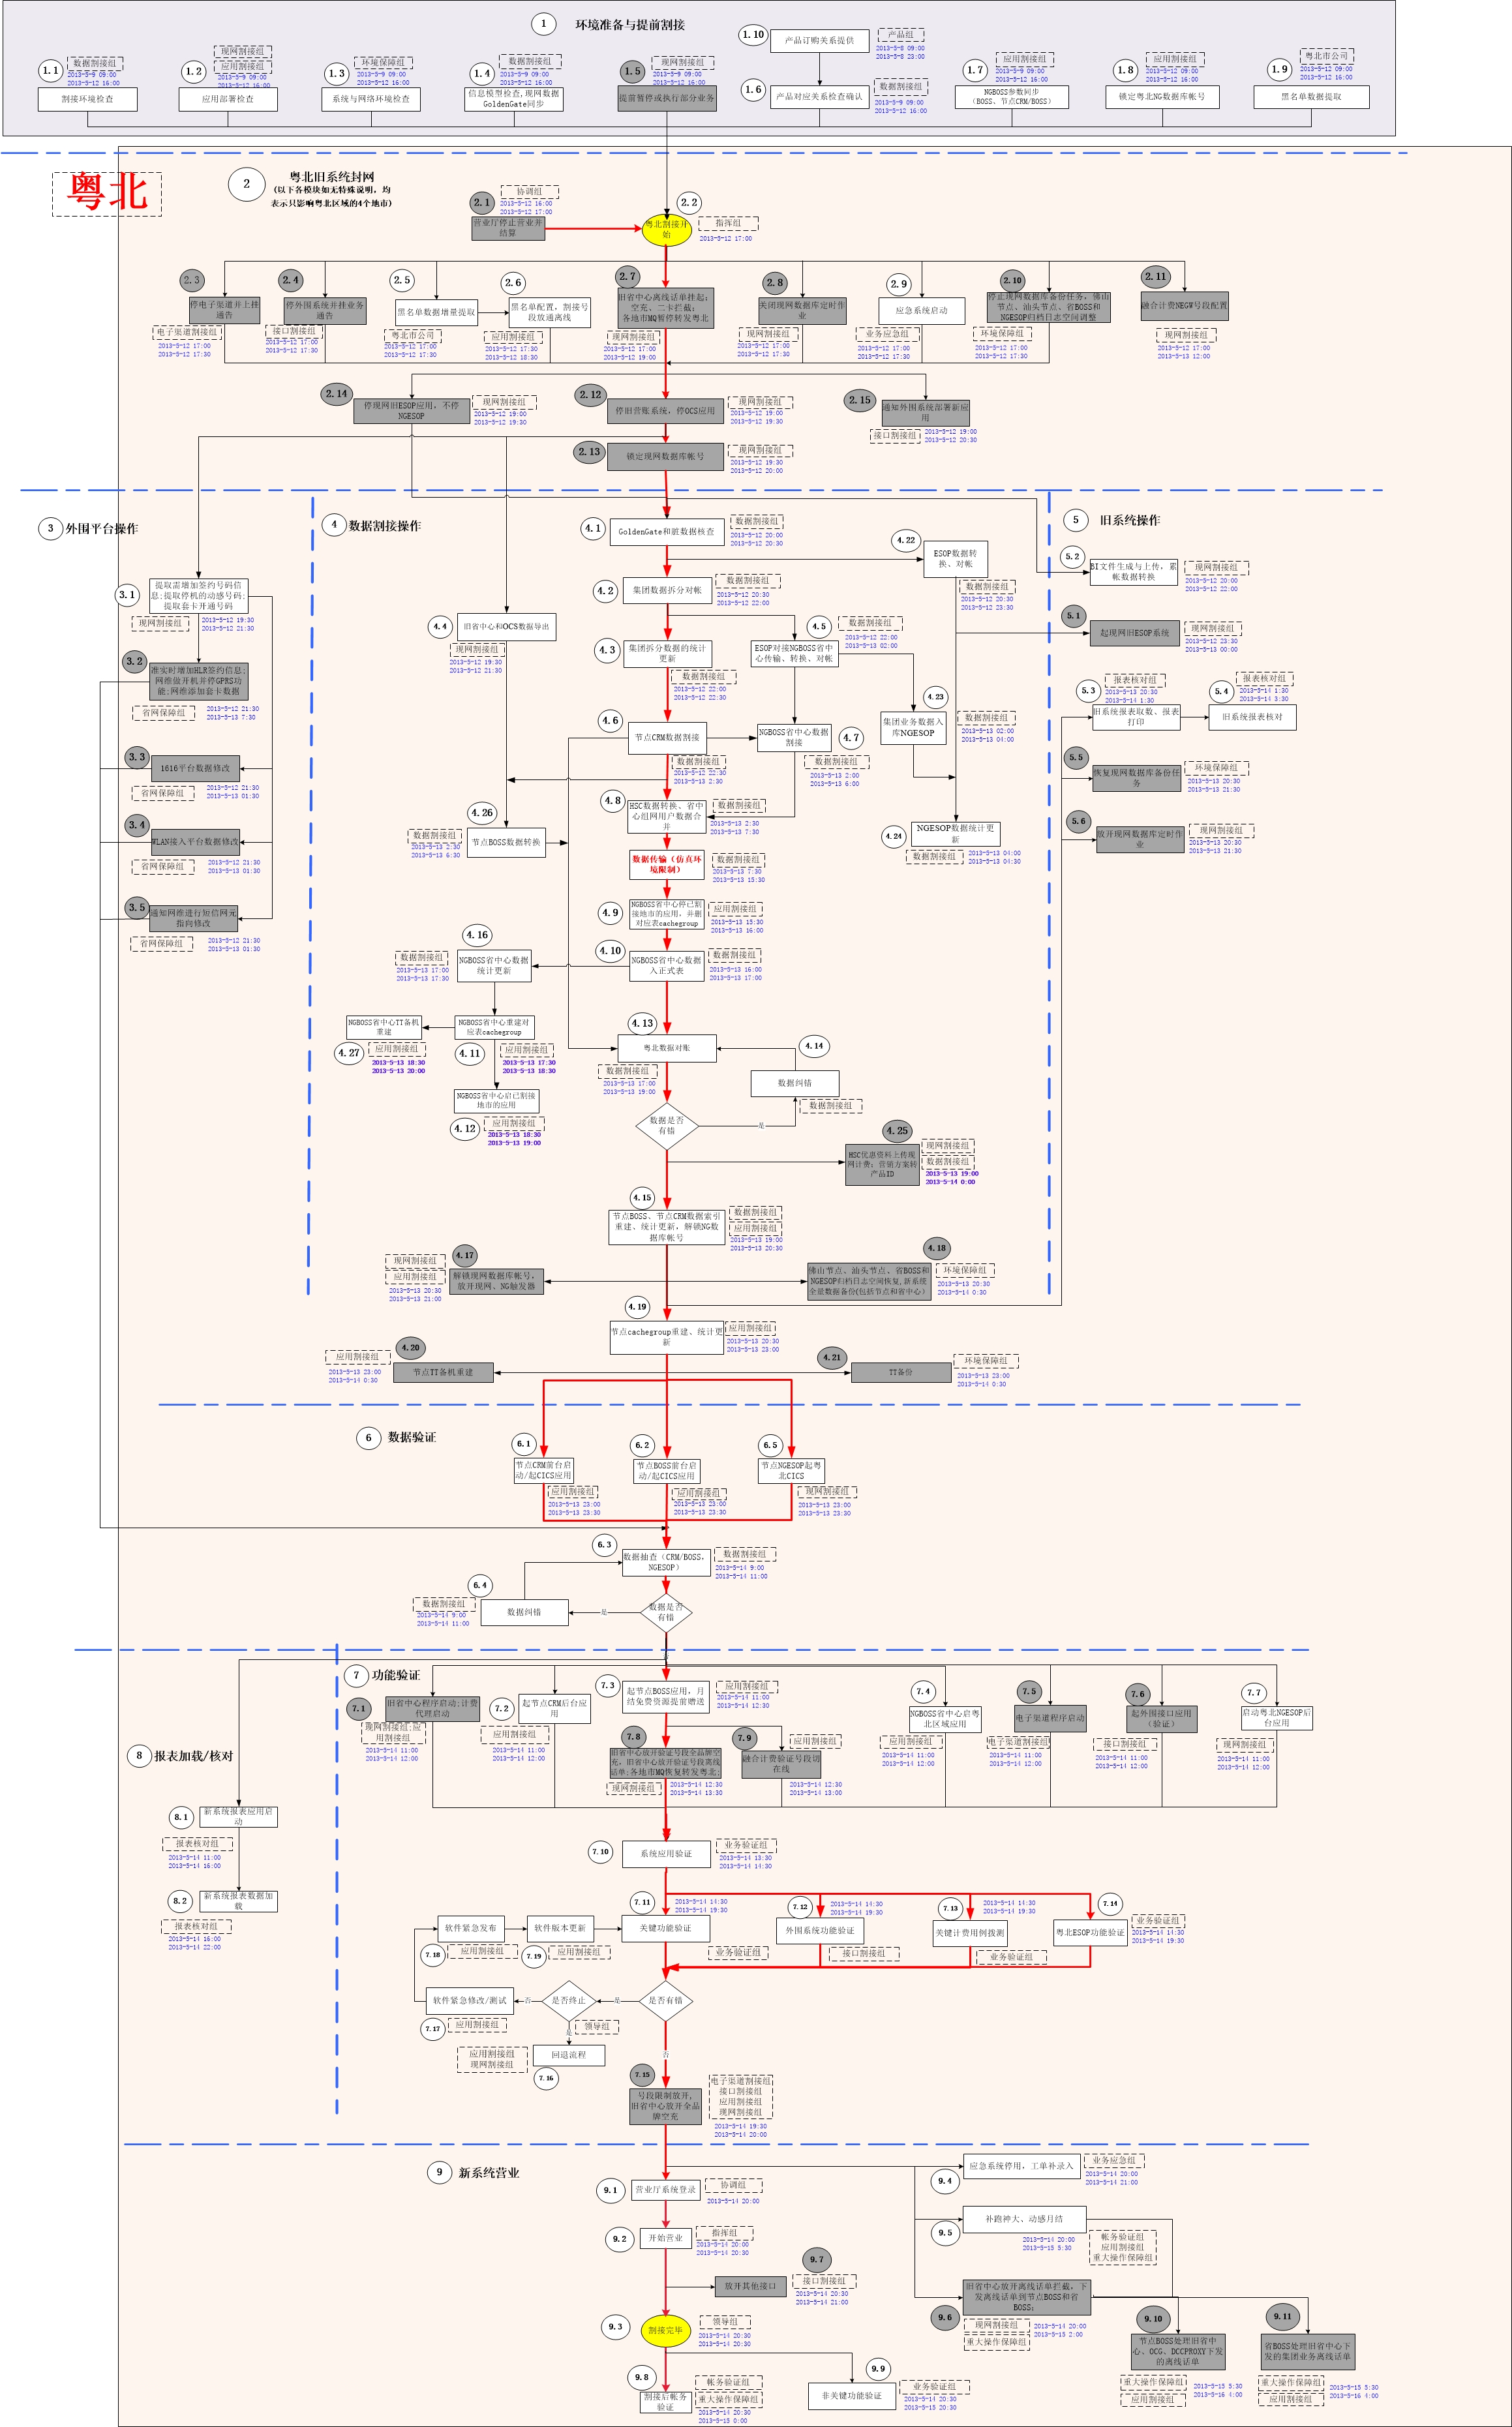 1
环境准备与提前割接
1.1
数据割接组
2013-5-9 09:00
2013-5-12 16:00
割接环境检查
1.2
现网割接组
应用割接组
2013-5-9 09:00
2013-5-12 16:00
应用部署检查
1.3
环境保障组
2013-5-9 09:00
2013-5-12 16:00
系统与网络环境检查
1.4
数据割接组
2013-5-9 09:00
2013-5-12 16:00
信息模型检查,现网数据
GoldenGate同步
1.5
现网割接组
2013-5-9 09:00
2013-5-12 16:00
提前暂停或执行部分业务
1.10
产品订购关系提供
产品组
2013-5-8 09:00
2013-5-8 23:00
1.6
产品对应关系检查确认
数据割接组
2013-5-9 09:00
2013-5-12 16:00
1.7
应用割接组
2013-5-9 09:00
2013-5-12 16:00
NGBOSS参数同步
(BOSS、节点CRM/BOSS)
1.8
应用割接组
2013-5-12 09:00
2013-5-12 16:00
锁定粤北NG数据库帐号
1.9
粤北市公司
2013-5-12 09:00
2013-5-12 16:00
黑名单数据提取
粤北
2
粤北旧系统封网
(以下各模块如无特殊说明，均
表示只影响粤北区域的4个地市)
2.1
协调组
2013-5-12 16:00
2013-5-12 17:00
营业厅停止营业并
结算
2.2
粤北割接开
始
指挥组
2013-5-12 17:00
2.3
停电子渠道并上挂
通告
电子渠道割接组
2013-5-12 17:00
2013-5-12 17:30
2.4
停外围系统并挂业务
通告
接口割接组
2013-5-12 17:00
2013-5-12 17:30
2.5
黑名单数据增量提取
粤北市公司
2013-5-12 17:00
2013-5-12 17:30
2.6
黑名单配置，割接号
段放通离线
应用割接组
2013-5-12 17:30
2013-5-12 18:30
2.7
旧省中心离线话单挂起;
空充、二卡拦截;
各地市MQ暂停转发粤北
现网割接组
2013-5-12 17:00
2013-5-12 19:00
2.8
关闭现网数据库定时作
业
现网割接组
2013-5-12 17:00
2013-5-12 17:30
2.9
应急系统启动
业务应急组
2013-5-12 17:00
2013-5-12 17:30
2.10
停止现网数据库备份任务，佛山
节点、汕头节点、省BOSS和
NGESOP归档日志空间调整
环境保障组
2013-5-12 17:00
2013-5-12 17:30
2.11
融合计费NEGW号段配置
现网割接组
2013-5-12 17:00
2013-5-13 12:00
2.14
停现网旧ESOP应用，不停
NGESOP
现网割接组
2013-5-12 19:00
2013-5-12 19:30
2.12
停旧营账系统，停OCS应用
现网割接组
2013-5-12 19:00
2013-5-12 19:30
2.15
通知外围系统部署新应
用
接口割接组
2013-5-12 19:00
2013-5-12 20:30
2.13
锁定现网数据库帐号
现网割接组
2013-5-12 19:30
2013-5-12 20:00
3
外围平台操作
3.1
提取需增加签约号码信
息;提取停机的动感号码;
提取套卡开通号码
现网割接组
2013-5-12 19:30
2013-5-12 21:30
3.2
准实时增加HLR签约信息;
网维做开机并停GPRS功
能;网维添加套卡数据
省网保障组
2013-5-12 21:30
2013-5-13 7:30
3.3
1616平台数据修改
省网保障组
2013-5-12 21:30
2013-5-13 01:30
3.4
WLAN接入平台数据修改
省网保障组
2013-5-12 21:30
2013-5-13 01:30
3.5
通知网维进行短信网元
指向修改
省网保障组
2013-5-12 21:30
2013-5-13 01:30
4
数据割接操作
4.1
GoldenGate和脏数据核查
数据割接组
2013-5-12 20:00
2013-5-12 20:30
4.22
ESOP数据转
换、对帐
数据割接组
2013-5-12 20:30
2013-5-12 23:30
4.2
集团数据拆分对帐
数据割接组
2013-5-12 20:30
2013-5-12 22:00
4.4
旧省中心和OCS数据导出
现网割接组
2013-5-12 19:30
2013-5-12 21:30
4.3
集团拆分数据的统计
更新
数据割接组
2013-5-12 22:00
2013-5-12 22:30
4.5
ESOP对接NGBOSS省中
心传输、转换、对帐
数据割接组
2013-5-12 22:00
2013-5-13 02:00
4.23
集团业务数据入
库NGESOP
数据割接组
2013-5-13 02:00
2013-5-13 04:00
4.6
节点CRM数据割接
数据割接组
2013-5-12 22:30
2013-5-13 2:30
4.7
NGBOSS省中心数据
割接
数据割接组
2013-5-13 2:00
2013-5-13 6:00
4.26
节点BOSS数据转换
数据割接组
2013-5-13 2:30
2013-5-13 6:30
4.8
HSC数据转换、省中
心组网用户数据合
并
数据割接组
2013-5-13 2:30
2013-5-13 7:30
4.24
NGESOP数据统计更
新
数据割接组
2013-5-13 04:00
2013-5-13 04:30
数据传输（仿真环
境限制）
数据割接组
2013-5-13 7:30
2013-5-13 15:30
4.9
NGBOSS省中心停已割
接地市的应用，并删
对应表cachegroup
应用割接组
2013-5-13 15:30
2013-5-13 16:00
4.10
NGBOSS省中心数据
入正式表
数据割接组
2013-5-13 16:00
2013-5-13 17:00
4.16
NGBOSS省中心数据
统计更新
数据割接组
2013-5-13 17:00
2013-5-13 17:30
NGBOSS省中心TT备机
重建
4.27
应用割接组
2013-5-13 18:30
2013-5-13 20:00
NGBOSS省中心重建对
应表cachegroup
4.11
应用割接组
2013-5-13 17:30
2013-5-13 18:30
NGBOSS省中心启已割接
地市的应用
4.12
应用割接组
2013-5-13 18:30
2013-5-13 19:00
4.13
粤北数据对账
数据割接组
2013-5-13 17:00
2013-5-13 19:00
4.14
数据纠错
数据割接组
数据是否
有错
是
4.25
HSC优惠资料上传现
网计费; 营销方案转
产品ID
现网割接组
数据割接组
2013-5-13 19:00
2013-5-14 0:00
4.15
节点BOSS、节点CRM数据索引
重建、统计更新，解锁NG数
据库帐号
数据割接组
应用割接组
2013-5-13 19:00
2013-5-13 20:30
4.17
现网割接组
应用割接组
2013-5-13 20:30
2013-5-13 21:00
解锁现网数据库帐号，
放开现网、NG触发器
4.18
佛山节点、汕头节点、省BOSS和
NGESOP归档日志空间恢复,新系统
全量数据备份(包括节点和省中心)
环境保障组
2013-5-13 20:30
2013-5-14 0:30
4.19
节点cachegroup重建、统计更
新
应用割接组
2013-5-13 20:30
2013-5-13 23:00
4.20
应用割接组
2013-5-13 23:00
2013-5-14 0:30
节点TT备机重建
4.21
TT备份
环境保障组
2013-5-13 23:00
2013-5-14 0:30
5
旧系统操作
5.2
BI文件生成与上传，累
帐数据转换
现网割接组
2013-5-12 20:00
2013-5-12 22:00
5.1
起现网旧ESOP系统
现网割接组
2013-5-12 23:30
2013-5-13 00:00
5.3
报表核对组
2013-5-13 20:30
2013-5-14 1:30
旧系统报表取数、报表
打印
5.4
报表核对组
2013-5-14 1:30
2013-5-14 3:30
旧系统报表核对
5.5
恢复现网数据库备份任
务
环境保障组
2013-5-13 20:30
2013-5-13 21:30
5.6
放开现网数据库定时作
业
现网割接组
2013-5-13 20:30
2013-5-13 21:30
6
数据验证
6.1
节点CRM前台启
动/起CICS应用
应用割接组
2013-5-13 23:00
2013-5-13 23:30
6.2
节点BOSS前台启
动/起CICS应用
应用割接组
2013-5-13 23:00
2013-5-13 23:30
6.5
节点NGESOP起粤
北CICS
现网割接组
2013-5-13 23:00
2013-5-13 23:30
6.3
数据抽查（CRM/BOSS、
NGESOP）
数据割接组
2013-5-14 9:00
2013-5-14 11:00
6.4
数据割接组
2013-5-14 9:00
2013-5-14 11:00
数据纠错
是
数据是否
有错
7
功能验证
7.1
旧省中心程序启动;计费
代理启动
现网割接组;应
用割接组
2013-5-14 11:00
2013-5-14 12:00
7.2
起节点CRM后台应
用
应用割接组
2013-5-14 11:00
2013-5-14 12:00
7.3
起节点BOSS应用，月
结免费资源提前赠送
应用割接组
2013-5-14 11:00
2013-5-14 12:30
7.4
NGBOSS省中心启粤
北区域应用
应用割接组
2013-5-14 11:00
2013-5-14 12:00
7.5
电子渠道程序启动
电子渠道割接组
2013-5-14 11:00
2013-5-14 12:00
7.6
起外围接口应用
（验证）
接口割接组
2013-5-14 11:00
2013-5-14 12:00
7.7
启动粤北NGESOP后
台应用
现网割接组
2013-5-14 11:00
2013-5-14 12:00
7.8
旧省中心放开验证号段全品牌空
充，旧省中心放开验证号段离线
话单;各地市MQ恢复转发粤北;
现网割接组
2013-5-14 12:30
2013-5-14 13:30
7.9
融合计费验证号段切
在线
应用割接组
2013-5-14 12:30
2013-5-14 13:00
8
报表加载/核对
8.1
新系统报表应用启
动
报表核对组
2013-5-14 11:00
2013-5-14 16:00
8.2
新系统报表数据加
载
报表核对组
2013-5-14 16:00
2013-5-14 22:00
7.10
系统应用验证
业务验证组
2013-5-14 13:30
2013-5-14 14:30
7.11
2013-5-14 14:30
2013-5-14 19:30
关键功能验证
业务验证组
7.12
2013-5-14 14:30
2013-5-14 19:30
外围系统功能验证
接口割接组
7.13
2013-5-14 14:30
2013-5-14 19:30
关键计费用例拨测
业务验证组
7.14
粤北ESOP功能验证
业务验证组
2013-5-14 14:30
2013-5-14 19:30
软件紧急发布
7.18
应用割接组
软件版本更新
7.19
应用割接组
软件紧急修改/测试
7.17
应用割接组
否
是否终止
是
是否有错
是
领导组
应用割接组
现网割接组
回退流程
7.16
否
7.15
号段限制放开,
旧省中心放开全品
牌空充
电子渠道割接组
接口割接组
应用割接组
现网割接组
2013-5-14 19:30
2013-5-14 20:00
9
新系统营业
9.1
营业厅系统登录
协调组
2013-5-14 20:00
9.2
开始营业
指挥组
2013-5-14 20:00
2013-5-14 20:30
9.7
放开其他接口
接口割接组
2013-5-14 20:30
2013-5-14 21:00
9.3
割接完毕
领导组
2013-5-14 20:30
2013-5-14 20:30
9.8
割接后帐务
验证
帐务验证组
重大操作保障组
2013-5-14 20:30
2013-5-15 0:00
9.9
非关键功能验证
业务验证组
2013-5-14 20:30
2013-5-15 20:30
9.4
应急系统停用，工单补录入
业务应急组
2013-5-14 20:00
2013-5-14 21:00
9.5
补跑神大、动感月结
2013-5-14 20:00
2013-5-15 5:30
帐务验证组
应用割接组
重大操作保障组
9.6
旧省中心放开离线话单拦截，下
发离线话单到节点BOSS和省
BOSS;
现网割接组
重大操作保障组
2013-5-14 20:00
2013-5-15 2:00
9.10
节点BOSS处理旧省中
心、OCG、DCCPROXY下发
的离线话单
重大操作保障组
应用割接组
2013-5-15 5:30
2013-5-16 4:00
9.11
省BOSS处理旧省中心下
发的集团业务离线话单
重大操作保障组
应用割接组
2013-5-15 5:30
2013-5-16 4:00